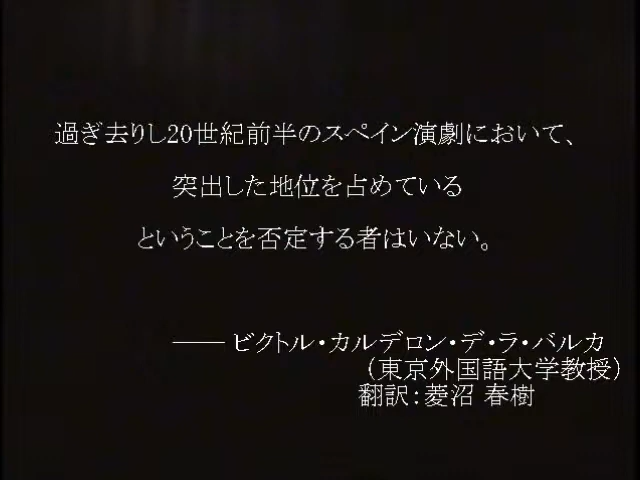 過ぎ去りし20世紀前半のスペイン演劇において、
突出した地位を占めている
ということを否定する者はいない。
―― ビクトル・カルデロン・デ・ラ・バルカ
(東京外国語大学教授)
翻訳：菱沼 春樹